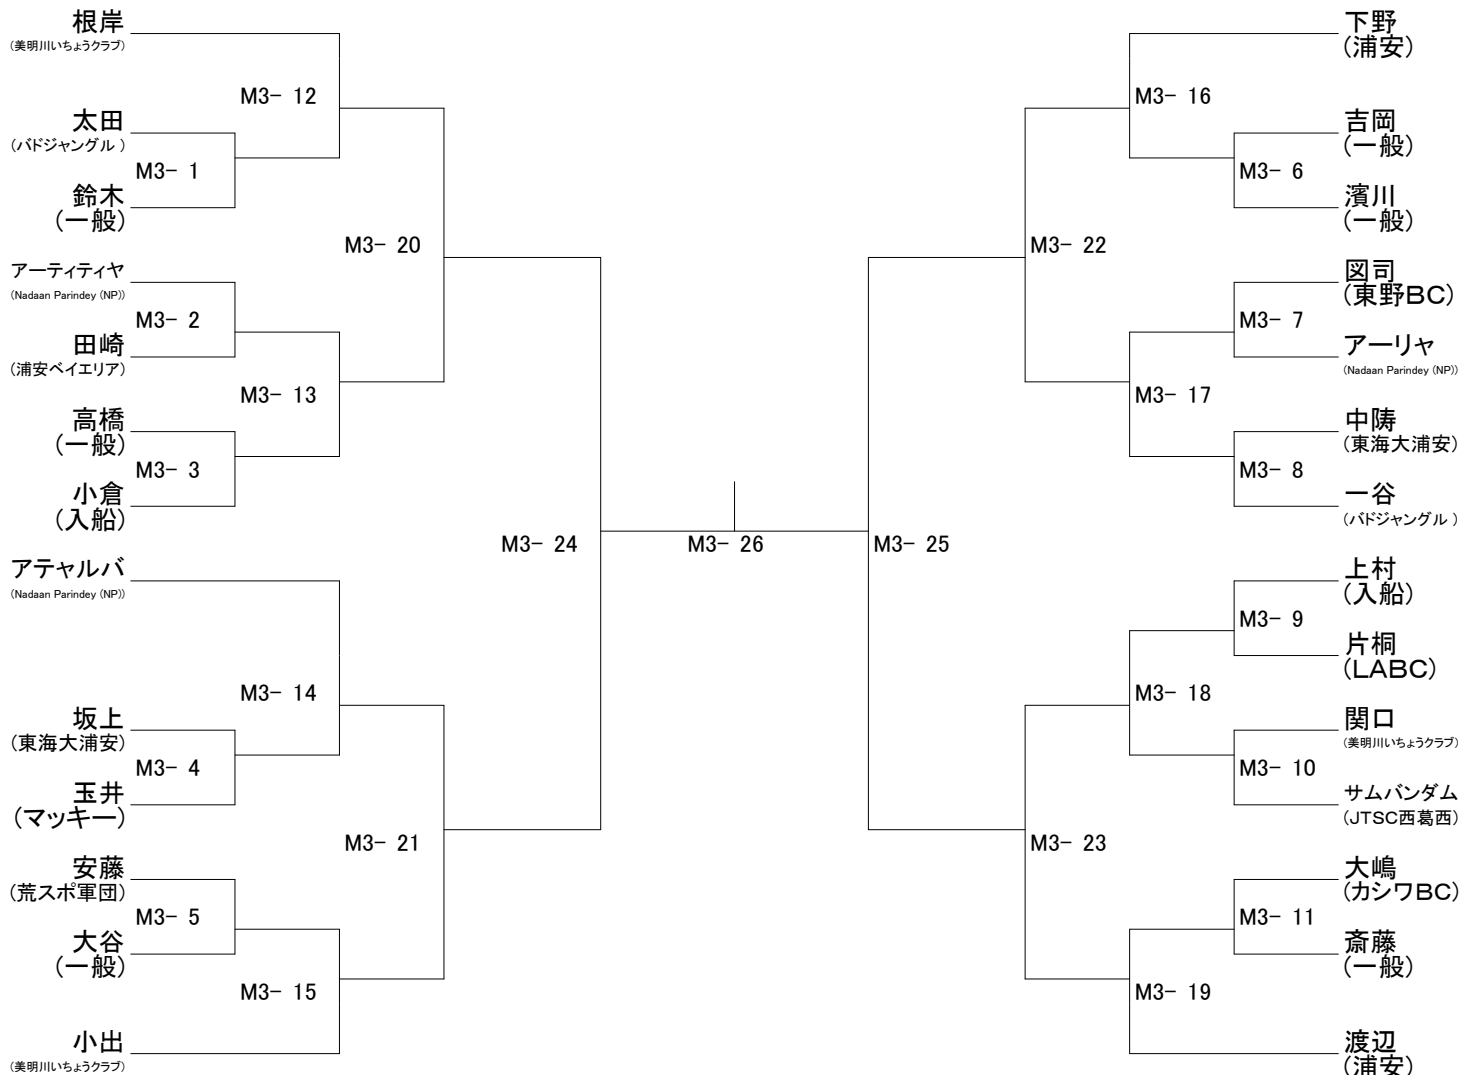 根岸
(美明川いちょうクラブ)
M3- 12
太田
(バドジャングル )
M3- 1
鈴木
(一般)
M3- 20
アーティティヤ
(Nadaan Parindey (NP))
M3- 2
田崎
(浦安ベイエリア)
M3- 13
高橋
(一般)
M3- 3
小倉
(入船)
M3- 24
アテャルバ
(Nadaan Parindey (NP))
M3- 14
坂上
(東海大浦安)
M3- 4
玉井
(マッキー)
M3- 21
安藤
(荒スポ軍団)
M3- 5
大谷
(一般)
M3- 15
小出
(美明川いちょうクラブ)
M3- 26
下野
(浦安)
M3- 16
吉岡
(一般)
M3- 6
濱川
(一般)
M3- 22
図司
(東野BC)
M3- 7
アーリャ
(Nadaan Parindey (NP))
M3- 17
中陦
(東海大浦安)
M3- 8
一谷
(バドジャングル )
M3- 25
上村
(入船)
M3- 9
片桐
(LABC)
M3- 18
関口
(美明川いちょうクラブ)
M3- 10
サムバンダム
(JTSC西葛西)
M3- 23
大嶋
(カシワBC)
M3- 11
斎藤
(一般)
M3- 19
渡辺
(浦安)